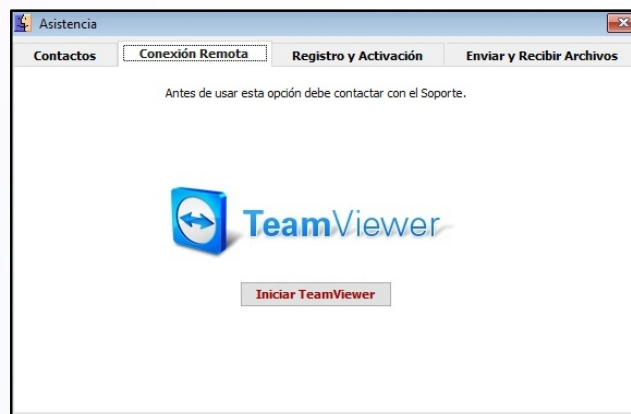 Asistencia
Contactos Conexión Remota Registro y Activación Enviar y Recibir Archivos
Antes de usar esta opción debe contactar con el Soporte.
TeamViewer
Iniciar TeamViewer